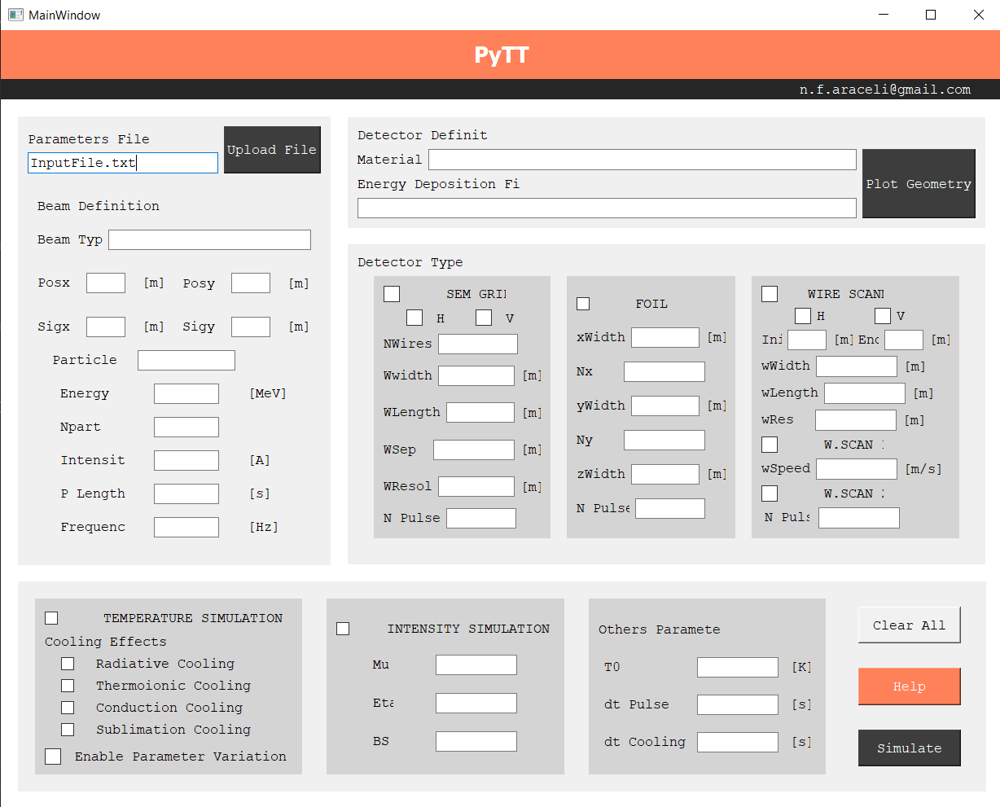 MainWindow
PyTT
n.f.araceli@gmail.com
Parameters File
Upload File
InputFile.txt
Beam Definition
Beam Typ
Posx [m] Posy [m]
Sigx [m] Sigy [m]
Particle
Energy [MeV]
Npart
Intensit [A]
P Length [s]
Frequenc [Hz]
Detector Definit
Material
Energy Deposition Fi
Plot Geometry
Detector Type
SEM GRI
H V
NWires
Wwidth [m]
WLength [m]
WSep [m]
WResol [m]
N Pulse
FOIL
xWidth [m]
Nx
yWidth [m]
Ny
zWidth [m]
N Pulse
WIRE SCAN
H V
Ini [m] End [m]
wWidth [m]
wLength [m]
wRes [m]
W.SCAN 1
wSpeed [m/s]
W.SCAN 2
N Puls
TEMPERATURE SIMULATION
Cooling Effects
Radiative Cooling
Thermoionic Cooling
Conduction Cooling
Sublimation Cooling
Enable Parameter Variation
INTENSITY SIMULATION
Mu
Eta
BS
Others Paramete
T0 [K]
dt Pulse [s]
dt Cooling [s]
Clear All
Help
Simulate